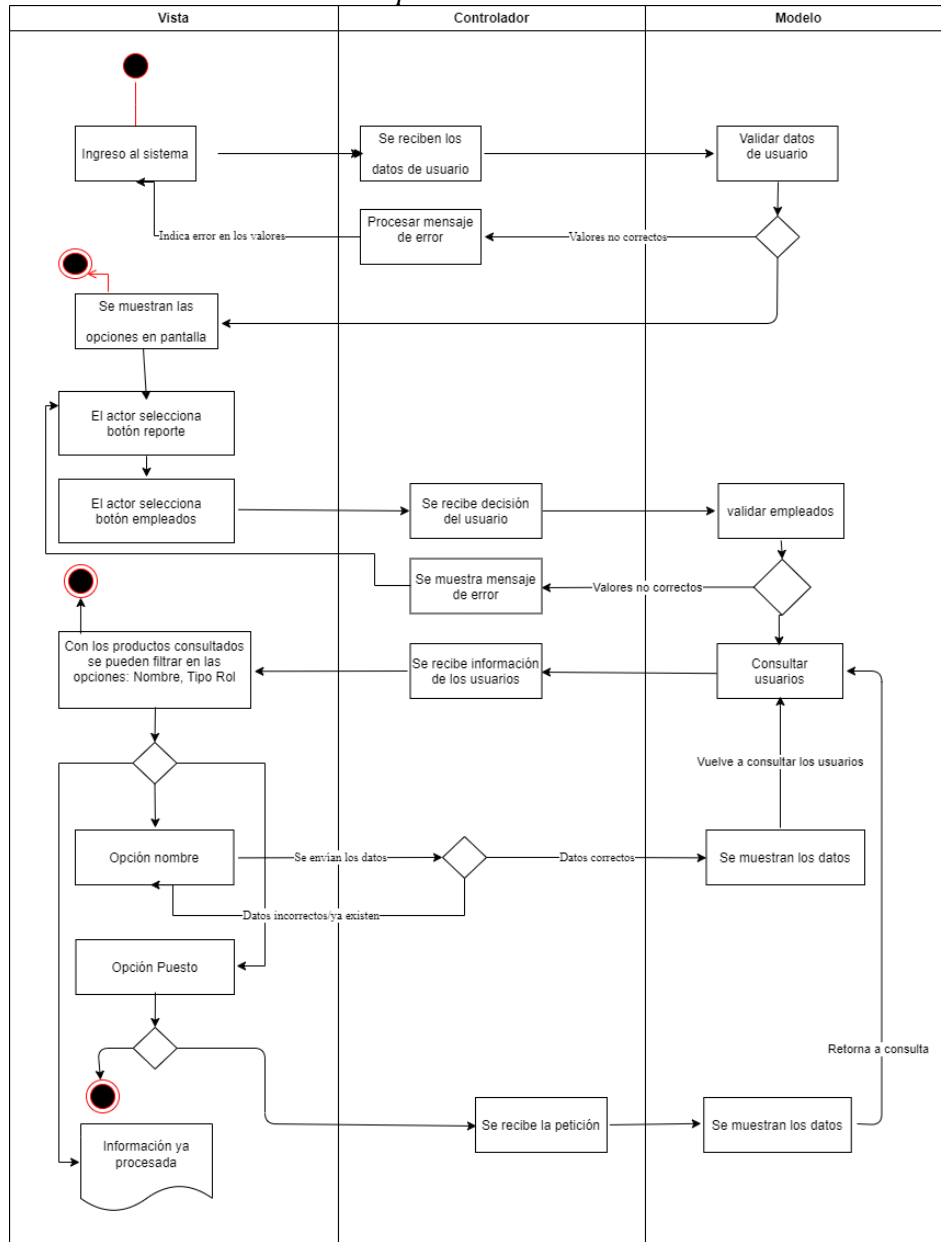 Vista
Controlador
Modelo
Ingreso al sistema
Se reciben los
datos de usuario
Validar datos
de usuario
Indica error en los valores
Procesar mensaje
de error
Valores no correctos
Se muestran las
opciones en pantalla
El actor selecciona
botón reporte
El actor selecciona
botón empleados
Se recibe decisión
del usuario
validar empleados
Se muestra mensaje
de error
Valores no correctos
Con los productos consultados
se pueden filtrar en las
opciones: Nombre, Tipo Rol
Se recibe información
de los usuarios
Consultar
usuarios
Vuelve a consultar los usuarios
Opción nombre
Se envían los datos
Datos correctos
Se muestran los datos
Datos incorrectos/ya existen
Opción Puesto
Retorna a consulta
Se recibe la petición
Se muestran los datos
Información ya
procesada